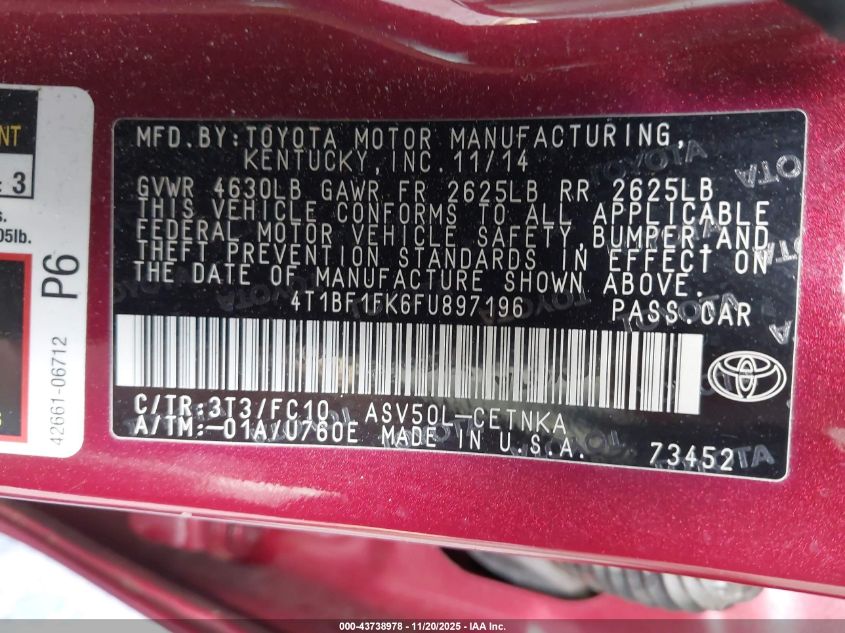 NT
: 3
s.
05lb.
P6
42661-06712
MFD.BY:TOYOTA MOTOR MANUFACTURING,
KENTUCKY, INC. 11/14
GVWR 4630LB GAWR FR 2625LB RR 2625LB
THIS VEHICLE CONFORMS TO ALL APPLICABLE
FEDERAL MOTOR VEHICLE SAFETY, BUMPER, AND
THEFT PREVENTION STANDARDS IN EFFECT ON
THE DATE OF MANUFACTURE SHOWN ABOVE.
4T1BF1FK6FU897196 PASS.CAR
C/TR:3T3/FC10 ASV50L-CETNKA
A/TM:-01A/U760E MADE IN U.S.A. 73452
000-43738978 - 11/20/2025 - IAA Inc.